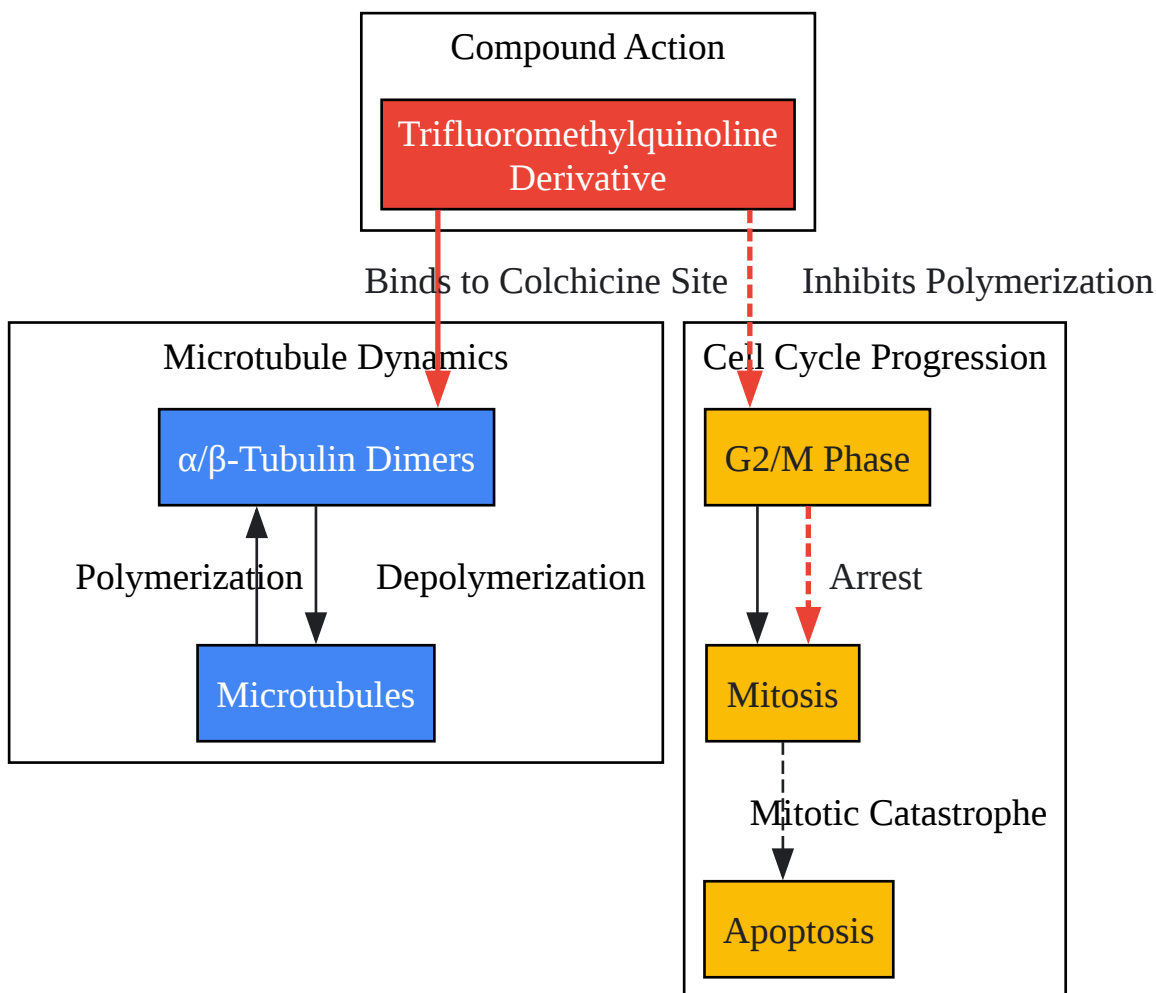 Compound Action
Trifluoromethylquinoline
Derivative
Binds to Colchicine Site
Inhibits Polymerization
Microtubule Dynamics
Cell Cycle Progression
α/β-Tubulin Dimers
G2/M Phase
Polymerization
Depolymerization
Arrest
Microtubules
Mitosis
Mitotic Catastrophe
Apoptosis